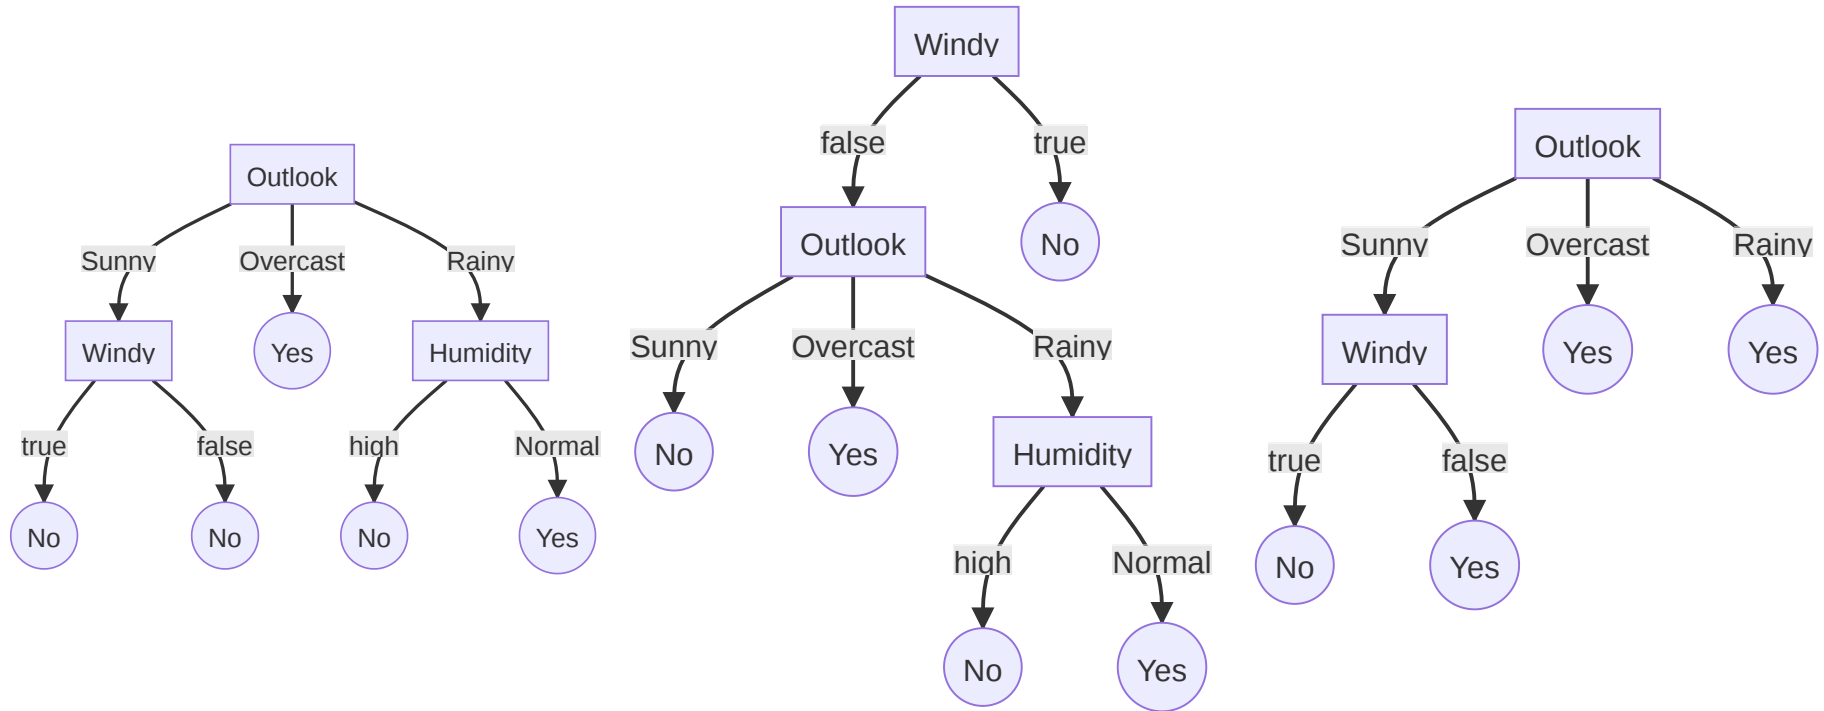 Outlook
Sunny
Overcast
Rainy
Windy
Yes
Humidity
true
false
high
Normal
No
No
No
Yes
Windy
false
true
Outlook
No
Sunny
Overcast
Rainy
No
Yes
Humidity
high
Normal
No
Yes
Outlook
Sunny
Overcast
Rainy
Windy
Yes
Yes
true
false
No
Yes